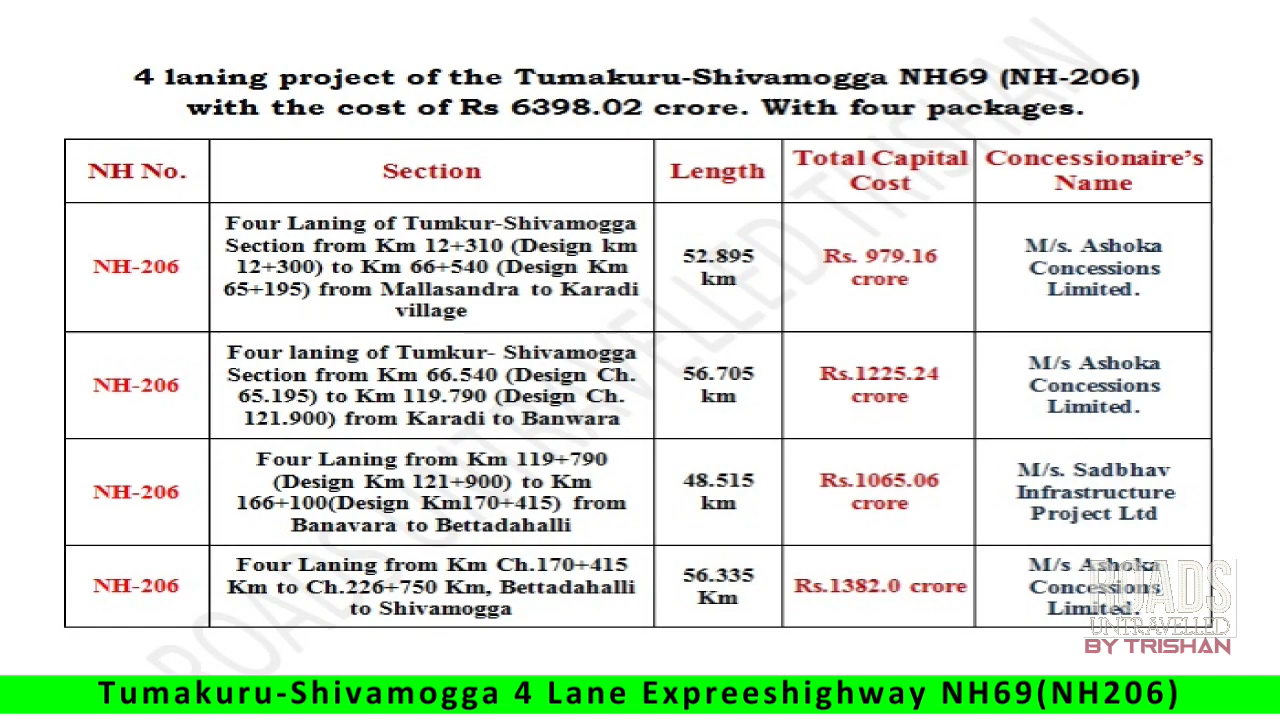 4 laning project of the Tumakuru-Shivamogga NH69 (NH-206)
with the cost of Rs 6398.02 crore. With four packages.
NH No.
Section
Length
Total Capital
Cost
Concessionaire's
Name
NH-206
Four Laning of Tumkur-Shivamogga
Section from Km 12+310 (Design km
12+300) to Km 66+540 (Design Km
65+195) from Mallasandra to Karadi
village
52.895
km
Rs. 979.16
crore
M/s. Ashoka
Concessions
Limited.
NH-206
Four laning of Tumkur- Shivamogga
Section from Km 66.540 (Design Ch.
65.195) to Km 119.790 (Design Ch.
121.900) from Karadi to Banwara
56.705
km
Rs.1225.24
crore
M/s Ashoka
Concessions
Limited.
NH-206
Four Laning from Km 119+790
(Design Km 121+900) to Km
166+100(Design Km170+415) from
Banavara to Bettadahalli
48.515
km
Rs.1065.06
crore
M/s. Sadbhav
Infrastructure
Project Ltd
NH-206
Four Laning from Km Ch.170+415
Km to Ch.226+750 Km, Bettadahalli
to Shivamogga
56.335
Km
Rs.1382.0 crore
M/s Ashoka
Concessions
Limited.
ROADS UNTRAVELLED TRISHAN
ROADS
UNTRAVELLED
BY TRISHAN
Tumakuru-Shivamogga 4 Lane Expreeshighway NH69(NH206)